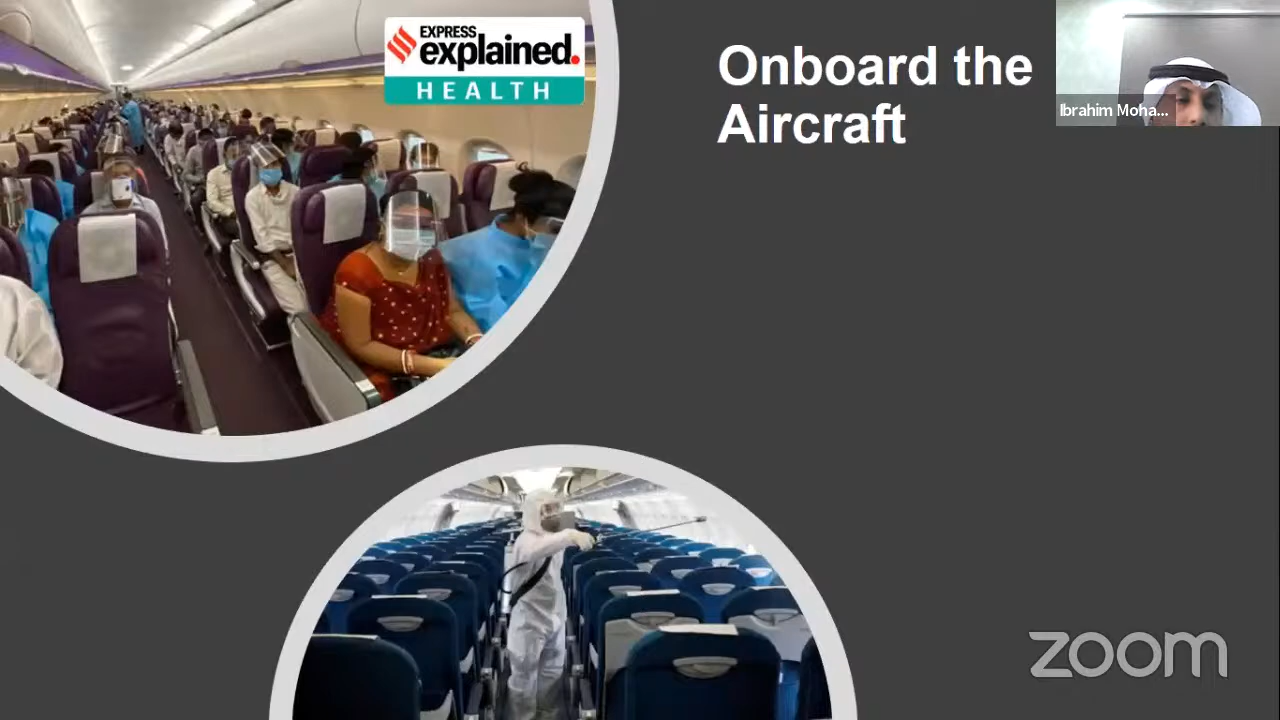 EXPRESS
explained.
HEALTH
Onboard the
Aircraft
Ibrahim Moha...
zoom